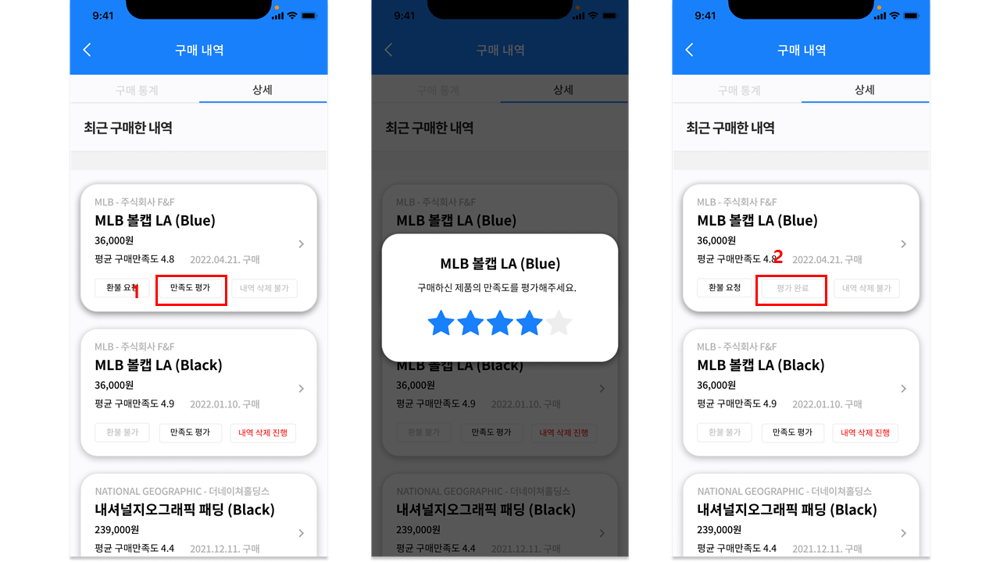 9:41
구매 내역
구매 통계 상세
최근 구매한 내역
MLB - 주식회사 F&F
MLB 볼캡 LA (Blue)
36,000원
평균 구매만족도 4.8 2022.04.21. 구매
환불 요청 만족도 평가 내역 삭제 불가
1
MLB - 주식회사 F&F
MLB 볼캡 LA (Black)
36,000원
평균 구매만족도 4.9 2022.01.10. 구매
환불 불가 만족도 평가 내역 삭제 진행
NATIONAL GEOGRAPHIC - 더네이쳐홀딩스
내셔널지오그래픽 패딩 (Black)
239,000원
평균 구매만족도 4.4 2021.12.11. 구매
9:41
구매 내역
구매 통계 상세
최근 구매한 내역
MLB - 주식회사 F&F
MLB 볼캡 LA (Blue)
MLB 볼캡 LA (Blue)
구매하신 제품의 만족도를 평가해주세요.
MLB 볼캡 LA (Black)
36,000원
평균 구매만족도 4.9 2022.01.10. 구매
환불 불가 만족도 평가 내역 삭제 진행
NATIONAL GEOGRAPHIC - 더네이쳐홀딩스
내셔널지오그래픽 패딩 (Black)
239,000원
평균 구매만족도 4.4 2021.12.11. 구매
9:41
구매 내역
구매 통계 상세
최근 구매한 내역
MLB - 주식회사 F&F
MLB 볼캡 LA (Blue)
36,000원
평균 구매만족도 4.8 2022.04.21. 구매
2
환불 요청 평가 완료 내역 삭제 불가
MLB - 주식회사 F&F
MLB 볼캡 LA (Black)
36,000원
평균 구매만족도 4.9 2022.01.10. 구매
환불 불가 만족도 평가 내역 삭제 진행
NATIONAL GEOGRAPHIC - 더네이쳐홀딩스
내셔널지오그래픽 패딩 (Black)
239,000원
평균 구매만족도 4.4 2021.12.11. 구매